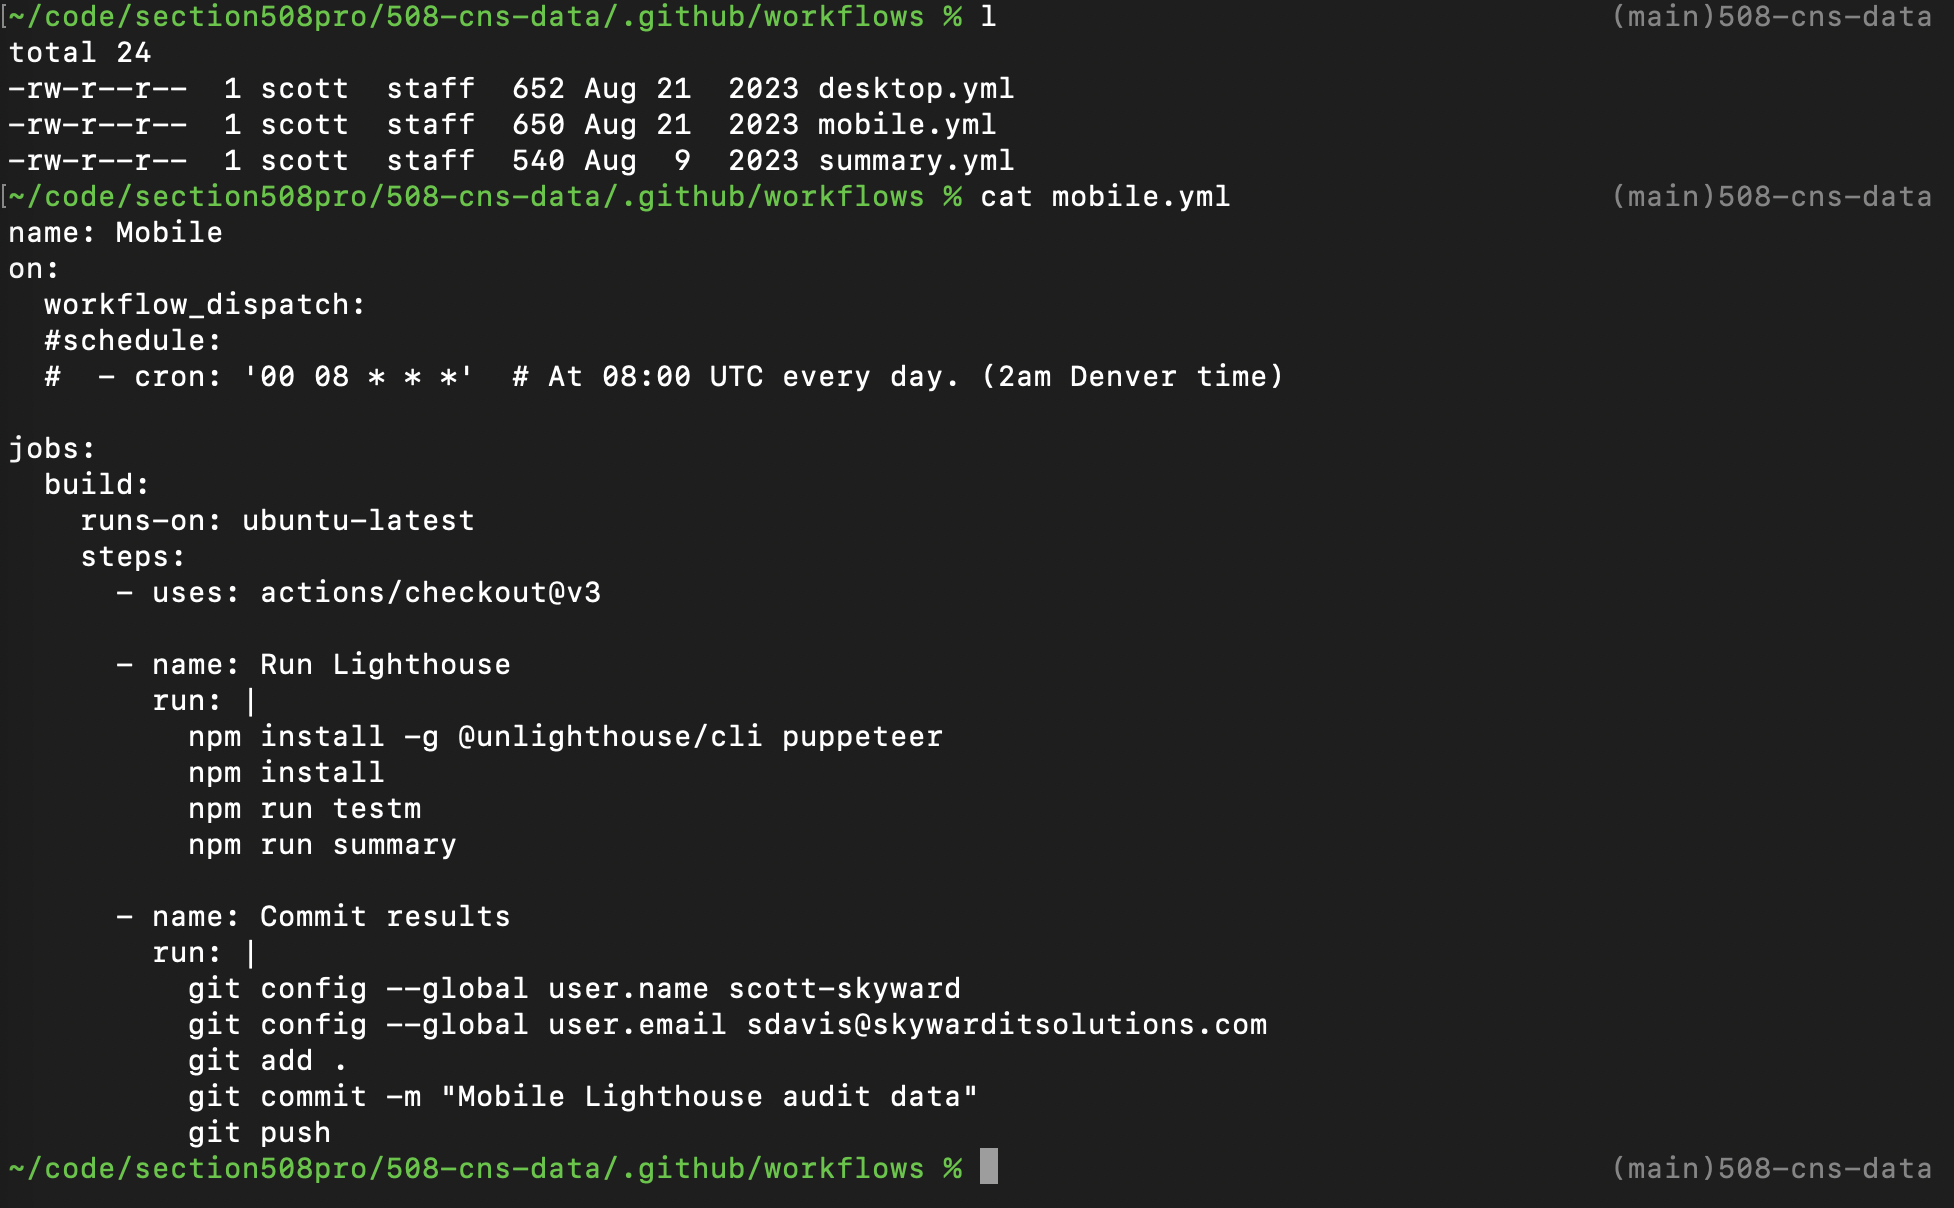 ~/code/section508pro/508-cns-data/.github/workflows % l (main)508-cns-data
total 24
-rw-r--r--  1 scott  staff  652 Aug 21  2023 desktop.yml
-rw-r--r--  1 scott  staff  650 Aug 21  2023 mobile.yml
-rw-r--r--  1 scott  staff  540 Aug  9  2023 summary.yml
~/code/section508pro/508-cns-data/.github/workflows % cat mobile.yml (main)508-cns-data
name: Mobile
on:
  workflow_dispatch:
  #schedule:
  #  - cron: '00 08 * * *'  # At 08:00 UTC every day. (2am Denver time)

jobs:
  build:
    runs-on: ubuntu-latest
    steps:
      - uses: actions/checkout@v3

      - name: Run Lighthouse
        run: |
          npm install -g @unlighthouse/cli puppeteer
          npm install
          npm run testm
          npm run summary

      - name: Commit results
        run: |
          git config --global user.name scott-skyward
          git config --global user.email sdavis@skywarditsolutions.com
          git add .
          git commit -m "Mobile Lighthouse audit data"
          git push
~/code/section508pro/508-cns-data/.github/workflows % (main)508-cns-data